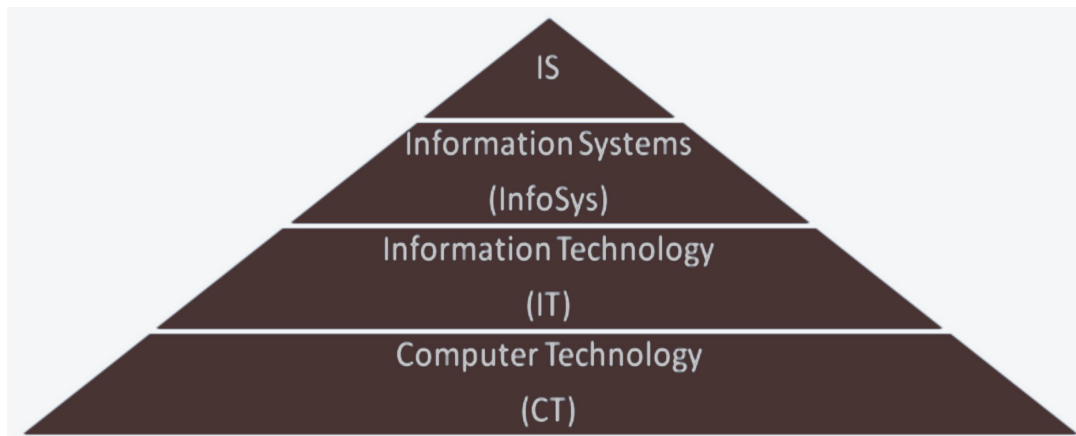 IS
Information Systems
(InfoSys)
Information Technology
(IT)
Computer Technology
(CT)